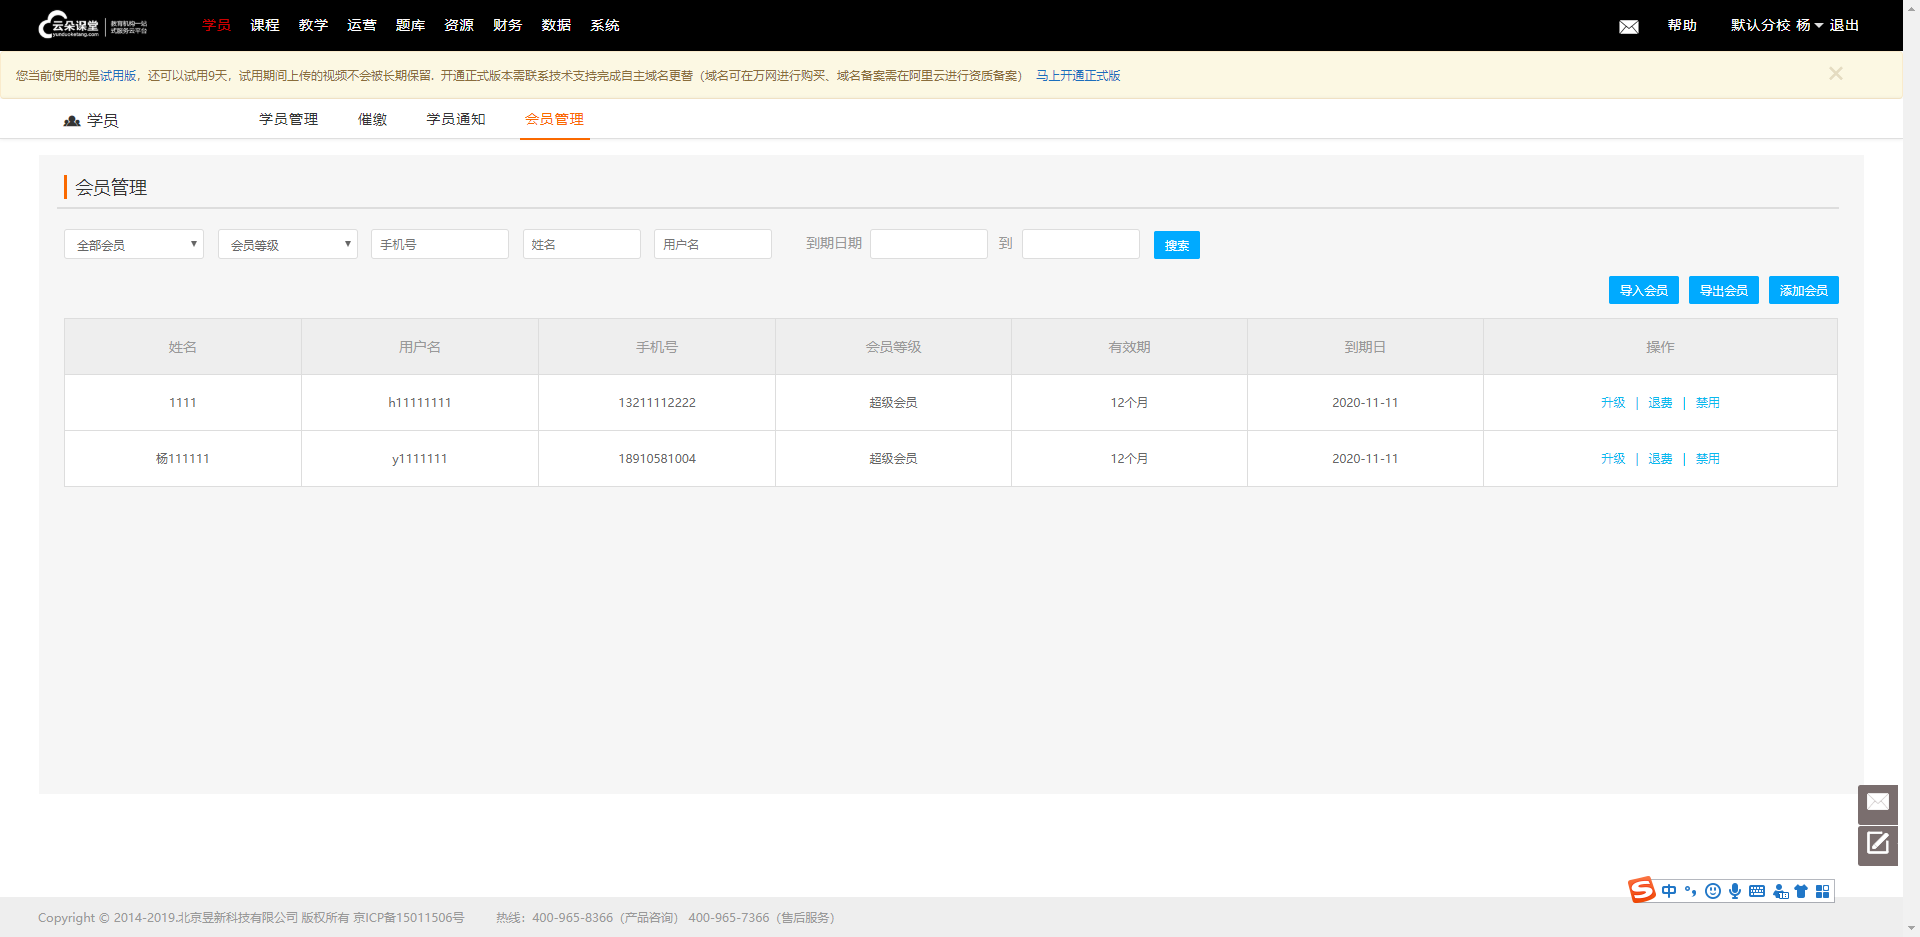 云朵课堂 yunduoketang.com 教育机构一站式服务云平台
学员 课程 教学 运营 题库 资源 财务 数据 系统 帮助 默认分校 杨 退出
您当前使用的是试用版，还可以试用9天，试用期间上传的视频不会被长期保留. 开通正式版本需联系技术支持完成自主域名更替（域名可在万网进行购买、域名备案需在阿里云进行资质备案） 马上开通正式版
学员 学员管理 催缴 学员通知 会员管理
会员管理
全部会员 会员等级 手机号 姓名 用户名 到期日期 到 搜索
导入会员 导出会员 添加会员
姓名 用户名 手机号 会员等级 有效期 到期日 操作
1111 h11111111 13211112222 超级会员 12个月 2020-11-11 升级 | 退费 | 禁用
杨111111 y1111111 18910581004 超级会员 12个月 2020-11-11 升级 | 退费 | 禁用
中
Copyright © 2014-2019.北京昱新科技有限公司 版权所有 京ICP备15011506号 热线：400-965-8366（产品咨询） 400-965-7366（售后服务）